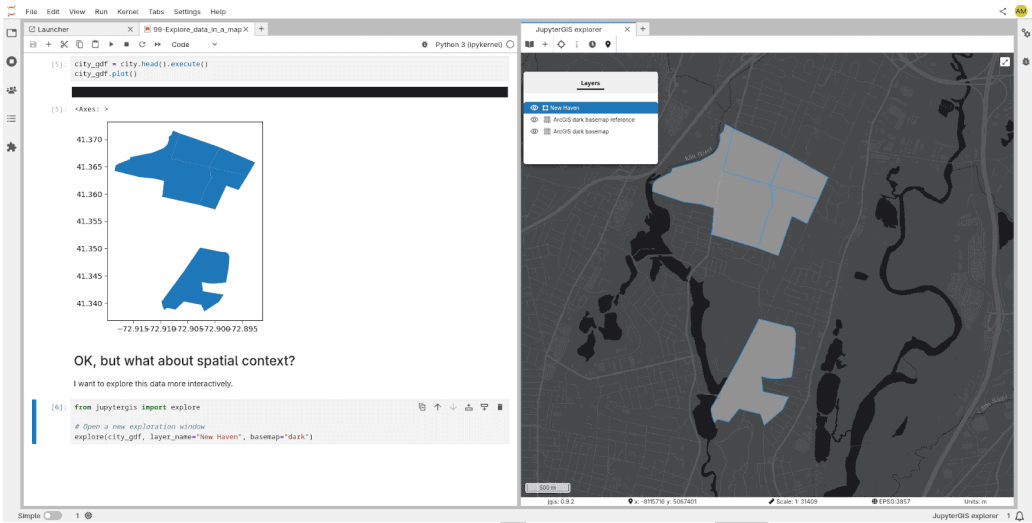 File Edit View Run Kernel Tabs Settings Help
AM
Launcher
99-Explore_data_in_a_map
JupyterGIS explorer
Code
Python 3 (ipykernel)
[5]: city_gdf = city.head().execute()
city_gdf.plot()
[5]: <Axes: >
41.370
41.365
41.360
41.355
41.350
41.345
41.340
−72.915−72.910−72.905−72.900−72.895
OK, but what about spatial context?
I want to explore this data more interactively.
[6]: from jupytergis import explore
# Open a new exploration window
explore(city_gdf, layer_name="New Haven", basemap="dark")
Layers
New Haven
ArcGIS dark basemap reference
ArcGIS dark basemap
Mill River
500 m
jgis: 0.9.2
x: -8115716 y: 5067401
Scale: 1: 31409
EPSG:3857
Units: m
Simple
1
JupyterGIS explorer 1